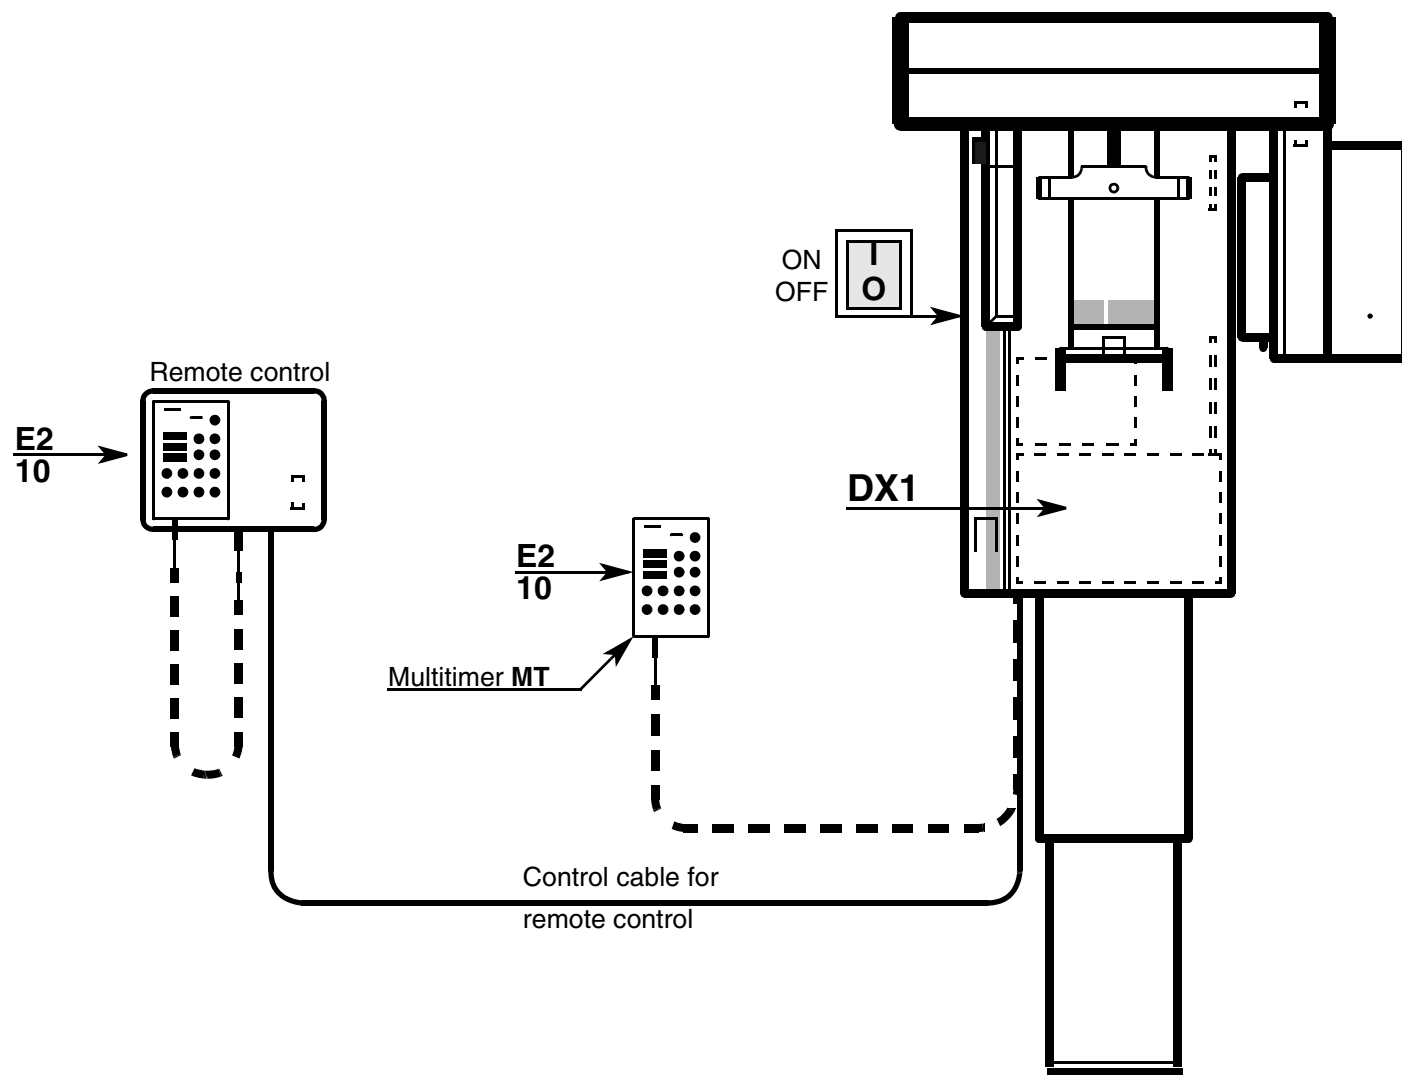 ON
OFF
I
O
Remote control
E2
10
DX1
E2
10
Multitimer MT
Control cable for
remote control